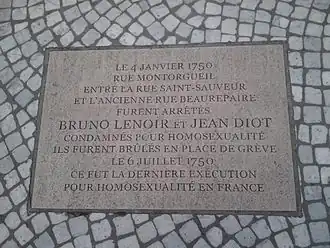 LE 4 JANVIER 1750
RUE MONTORGUEIL
ENTRE LA RUE SAINT-SAUVEUR
ET L'ANCIENNE RUE BEAUREPAIRE
FURENT ARRÊTÉS
BRUNO LENOIR ET JEAN DIOT
CONDAMNÉS POUR HOMOSEXUALITÉ
ILS FURENT BRÛLÉS EN PLACE DE GRÈVE
LE 6 JUILLET 1750
CE FUT LA DERNIÈRE EXÉCUTION
POUR HOMOSEXUALITÉ EN FRANCE